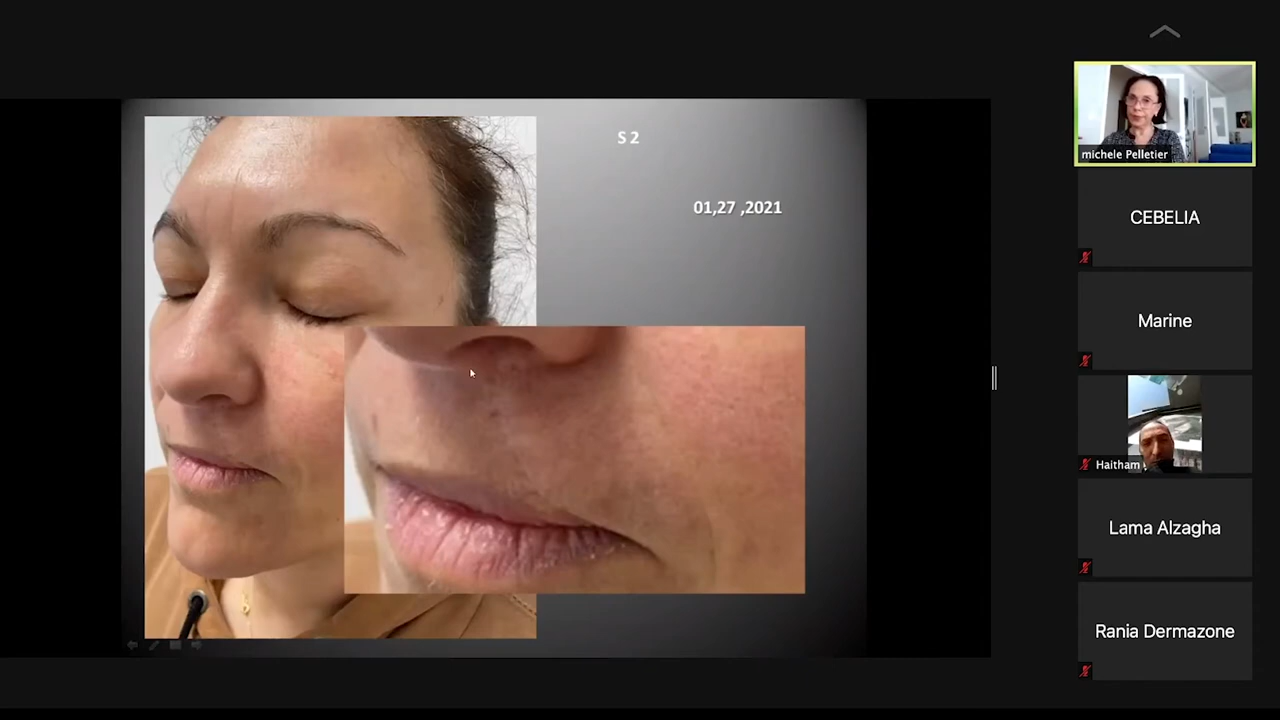 S 2
01,27 ,2021
michele Pelletier
CEBELIA
Marine
Haitham
Lama Alzagha
Rania Dermazone